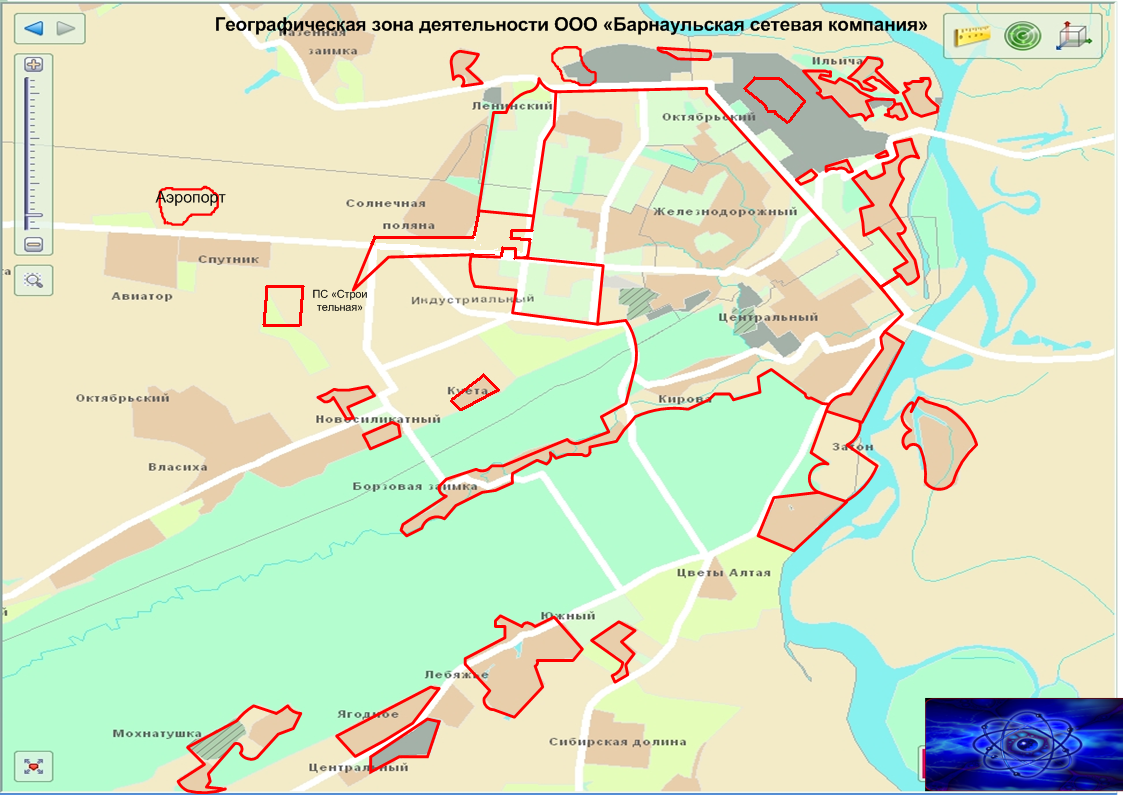 Географическая зона деятельности ООО «Барнаульская сетевая компания»
Казённая
заимка
Ильича
Ленинский
Октябрьский
Аэропорт
Солнечная
поляна
Железнодорожный
Спутник
Авиатор
ПС «Строи
тельная»
Индустриальный
Центральный
Октябрьский
Куета
Кирова
Новосиликатный
Затон
Власиха
Борзовая заимка
Цветы Алтая
Южный
Лебяжье
Ягодное
Мохнатушка
Сибирская долина
Центральный